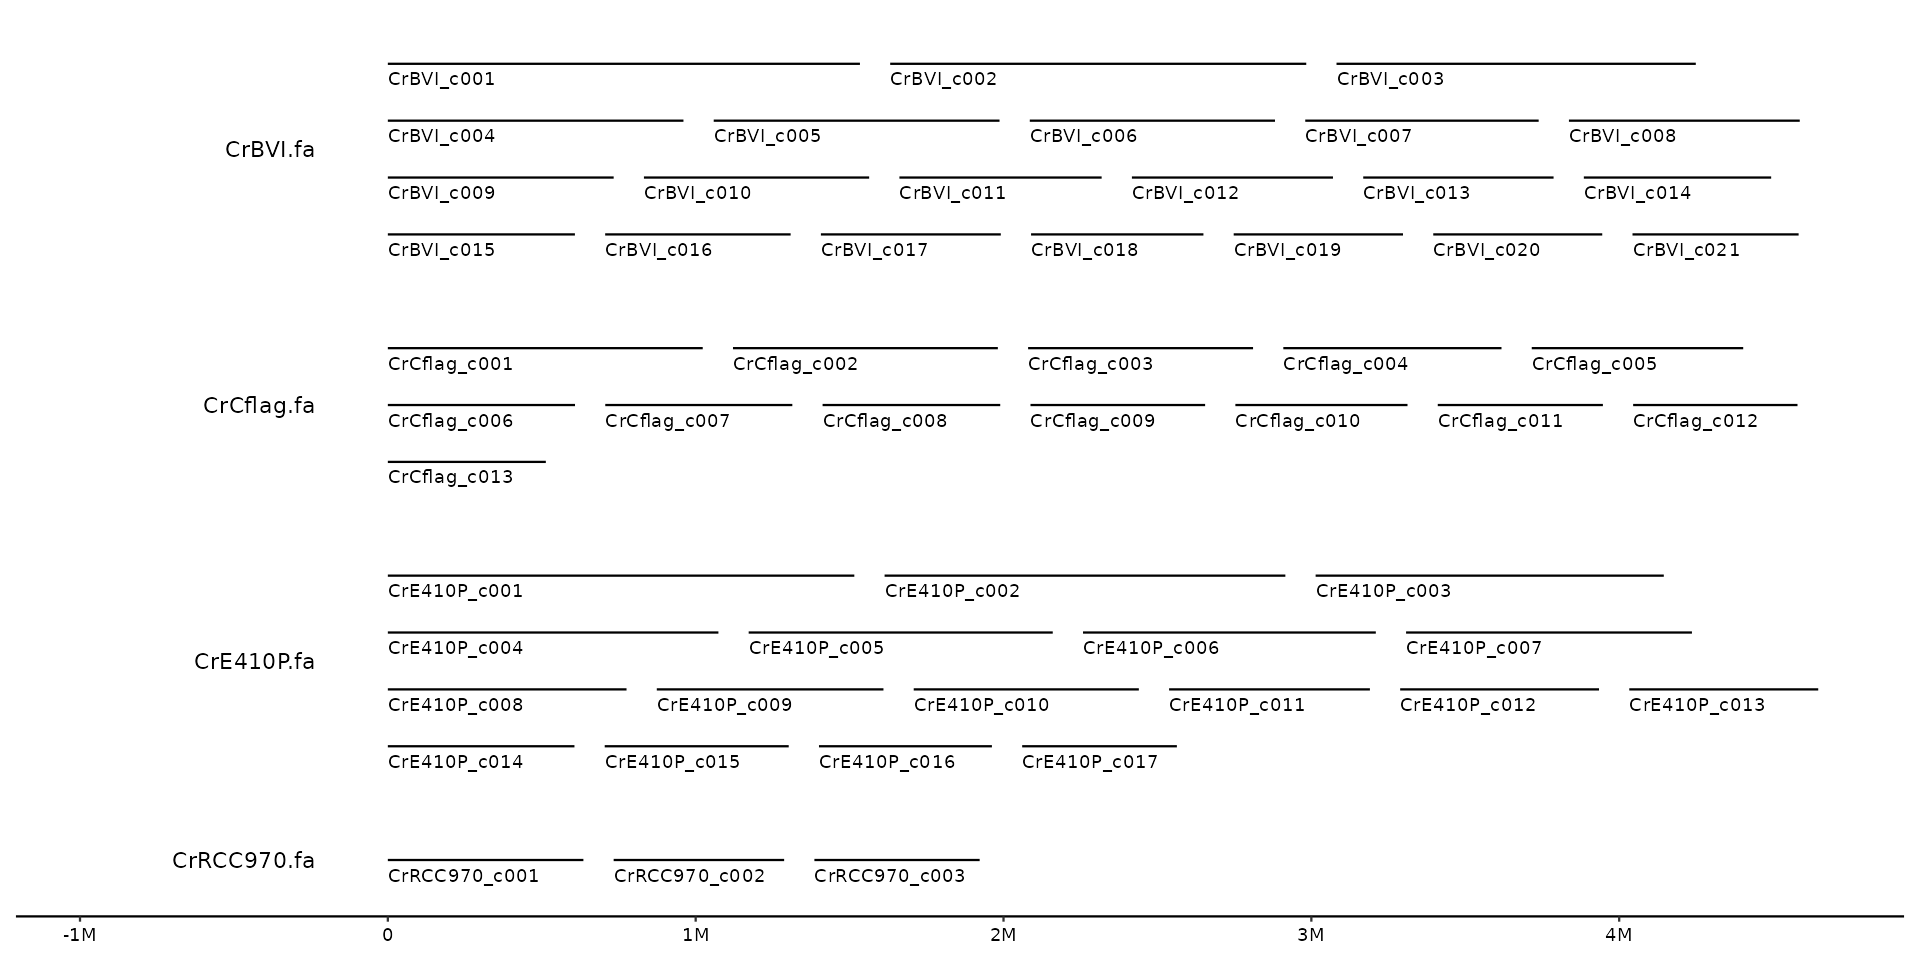 CrBVI_c001 CrBVI_c002 CrBVI_c003
CrBVI_c004 CrBVI_c005 CrBVI_c006 CrBVI_c007 CrBVI_c008
CrBVI.fa
CrBVI_c009 CrBVI_c010 CrBVI_c011 CrBVI_c012 CrBVI_c013 CrBVI_c014
CrBVI_c015 CrBVI_c016 CrBVI_c017 CrBVI_c018 CrBVI_c019 CrBVI_c020 CrBVI_c021
CrCflag_c001 CrCflag_c002 CrCflag_c003 CrCflag_c004 CrCflag_c005
CrCflag.fa
CrCflag_c006 CrCflag_c007 CrCflag_c008 CrCflag_c009 CrCflag_c010 CrCflag_c011 CrCflag_c012
CrCflag_c013
CrE410P_c001 CrE410P_c002 CrE410P_c003
CrE410P_c004 CrE410P_c005 CrE410P_c006 CrE410P_c007
CrE410P.fa
CrE410P_c008 CrE410P_c009 CrE410P_c010 CrE410P_c011 CrE410P_c012 CrE410P_c013
CrE410P_c014 CrE410P_c015 CrE410P_c016 CrE410P_c017
CrRCC970.fa
CrRCC970_c001 CrRCC970_c002 CrRCC970_c003
-1M 0 1M 2M 3M 4M